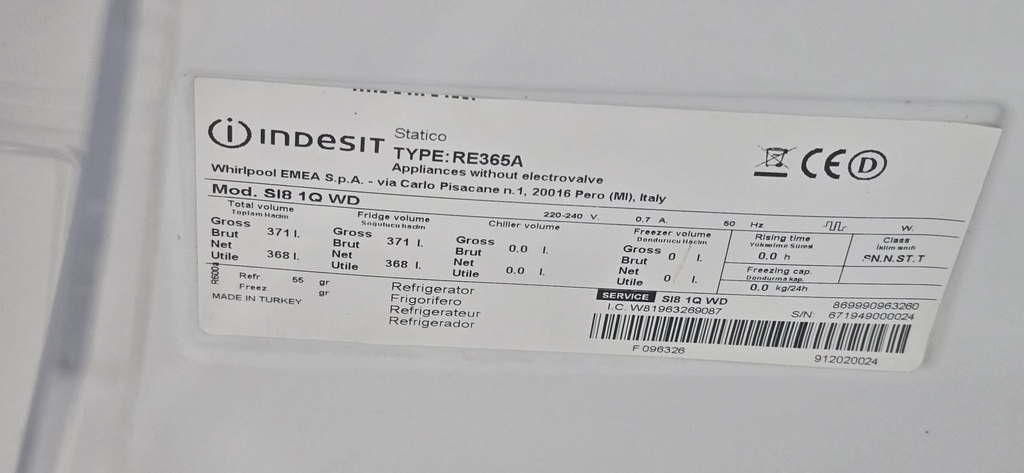 INDESIT
Statico
TYPE:RE365A
Appliances without electrovalve
Whirlpool EMEA S.p.A. - via Carlo Pisacane n.1, 20016 Pero (MI), Italy
CE D
Mod. SI8 1Q WD
220-240 V. 0.7 A. 50 Hz W.
Total volume
Toplam Hacim
Gross
Brut 371 l.
Net
Utile 368 l.
Fridge volume
Soğutucu hacim
Gross
Brut 371 l.
Net
Utile 368 l.
Chiller volume
Gross
Brut 0.0 l.
Net
Utile 0.0 l.
Freezer volume
Dondurucu Hacim
Gross
Brut 0 l.
Net
Utile 0 l.
Rising time
Yükselme Süresi
0.0 h
Freezing cap.
Dondurma kap.
0.0 kg/24h
Class
İklim sınıfı
SN.N.ST.T
R600a
Refr. 55 gr
Freez. gr
MADE IN TURKEY
Refrigerator
Frigorifero
Refrigerateur
Refrigerador
SERVICE SI8 1Q WD 869990963260
I.C. W81963269087 S/N: 671949000024
F 096326 912020024